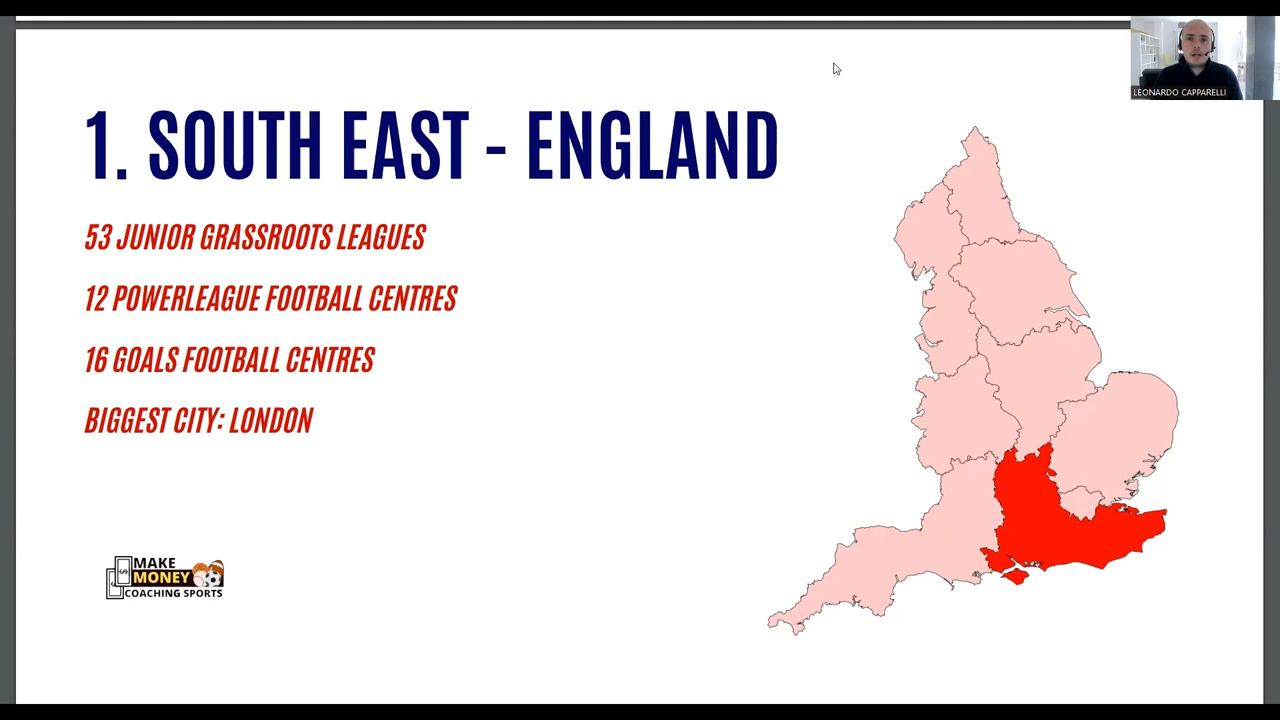 LEONARDO CAPPARELLI
1. SOUTH EAST - ENGLAND
53 JUNIOR GRASSROOTS LEAGUES
12 POWERLEAGUE FOOTBALL CENTRES
16 GOALS FOOTBALL CENTRES
BIGGEST CITY: LONDON
$
MAKE
MONEY
COACHING SPORTS